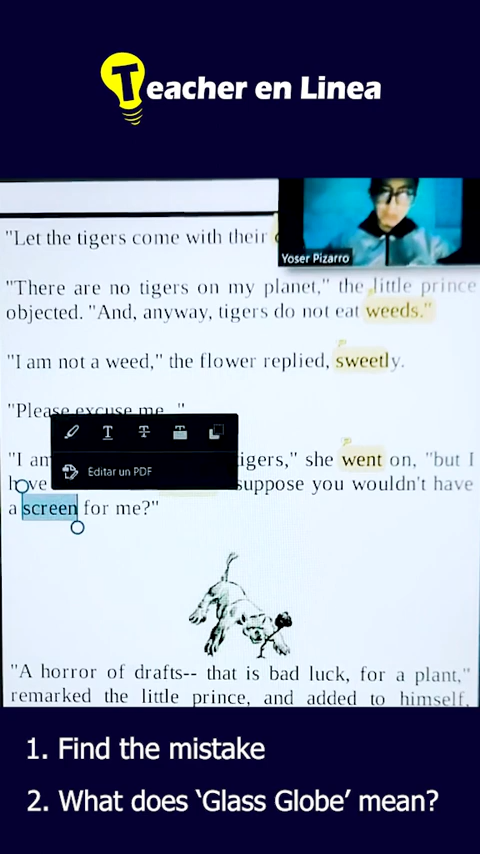 Teacher en Linea
"Let the tigers come with their
Yoser Pizarro
"There are no tigers on my planet," the little prince
objected. "And, anyway, tigers do not eat weeds."
"I am not a weed," the flower replied, sweetly.
"Please excuse me..."
"I am tigers," she went on, "but I
have suppose you wouldn't have
a screen for me?"
T T
Editar un PDF
"A horror of drafts-- that is bad luck, for a plant,"
remarked the little prince, and added to himself,
1. Find the mistake
2. What does ‘Glass Globe’ mean?